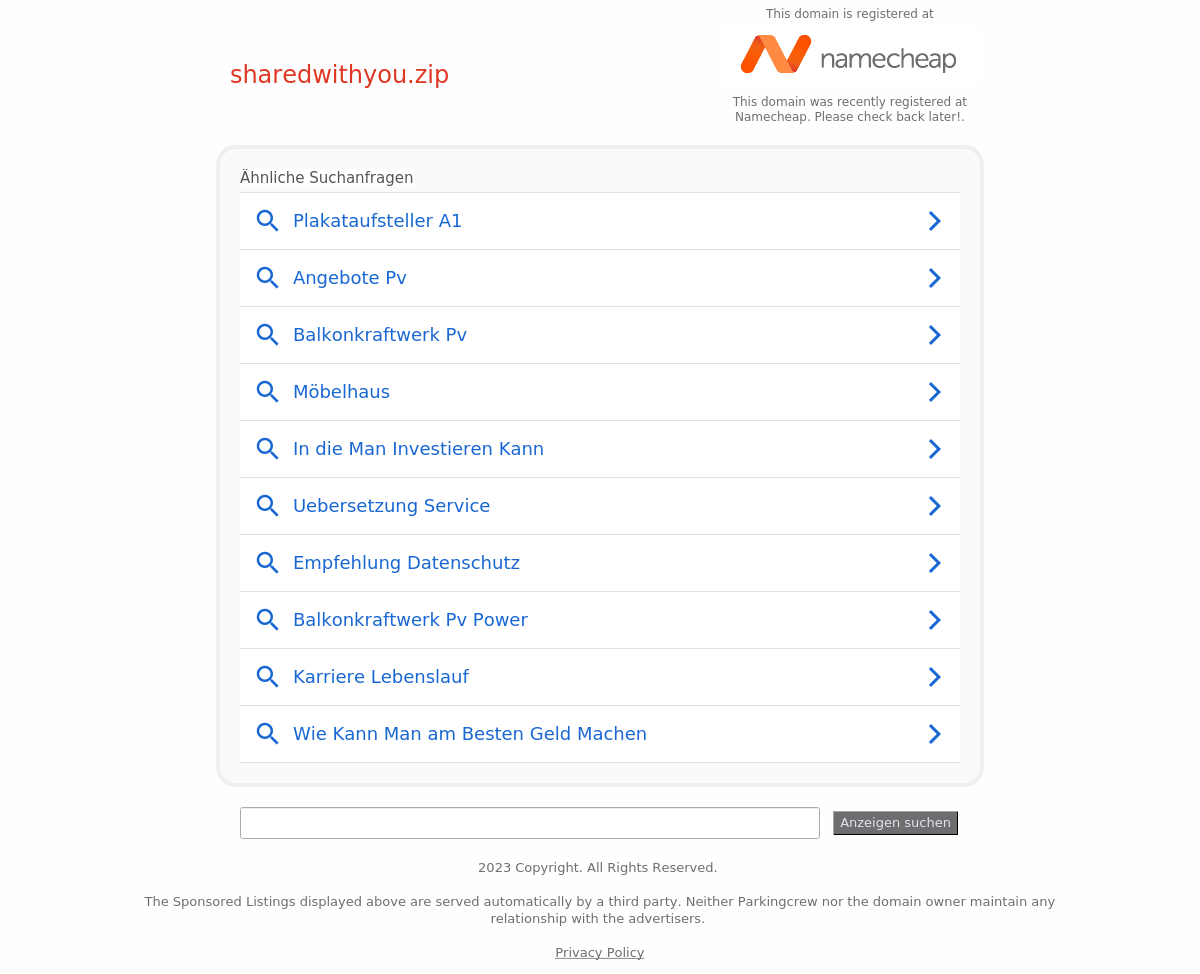 This domain is registered at
namecheap
sharedwithyou.zip
This domain was recently registered at
Namecheap. Please check back later!.
Ähnliche Suchanfragen
Plakataufsteller A1
Angebote Pv
Balkonkraftwerk Pv
Möbelhaus
In die Man Investieren Kann
Uebersetzung Service
Empfehlung Datenschutz
Balkonkraftwerk Pv Power
Karriere Lebenslauf
Wie Kann Man am Besten Geld Machen
Anzeigen suchen
2023 Copyright. All Rights Reserved.
The Sponsored Listings displayed above are served automatically by a third party. Neither Parkingcrew nor the domain owner maintain any
relationship with the advertisers.
Privacy Policy